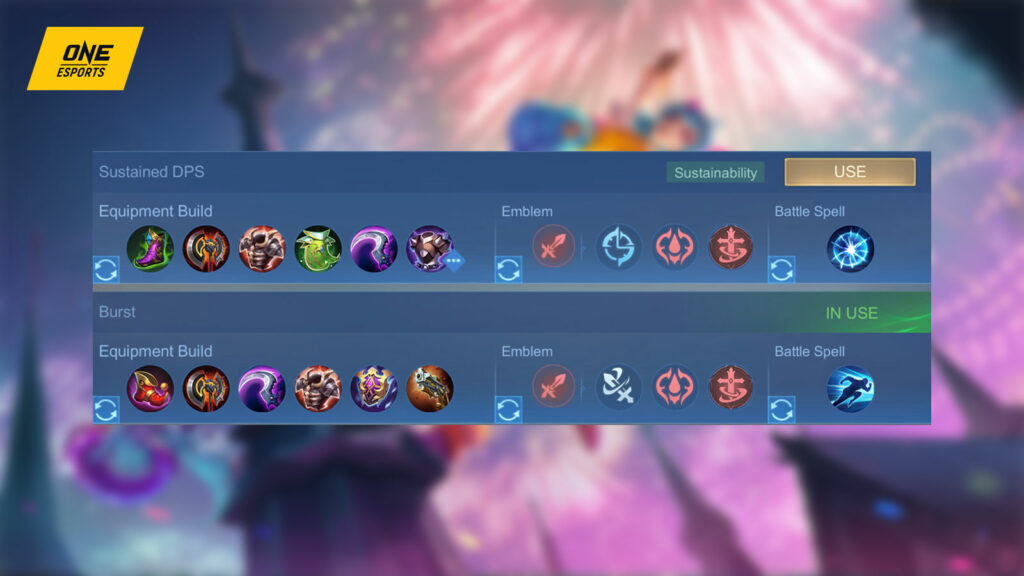 ONE
ESPORTS
Sustained DPS
Sustainability
USE
Equipment Build
Emblem
Battle Spell
Burst
IN USE
Equipment Build
Emblem
Battle Spell